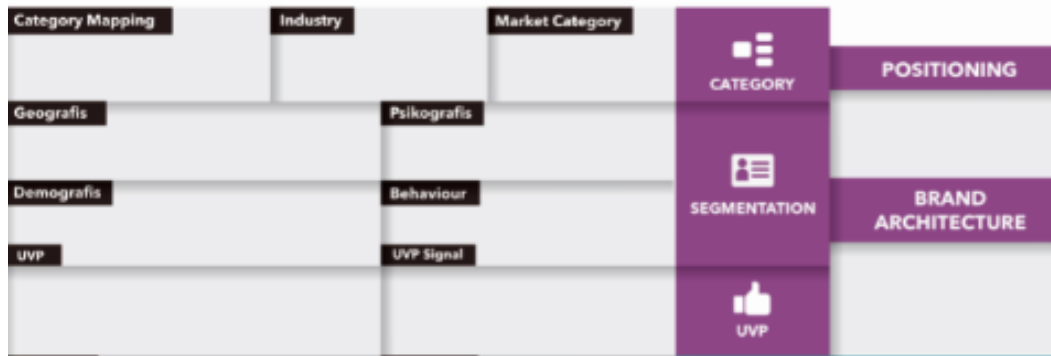 Category Mapping
Industry
Market Category
CATEGORY
POSITIONING
Geografis
Psikografis
SEGMENTATION
Demografis
Behaviour
BRAND
ARCHITECTURE
UVP
UVP Signal
UVP